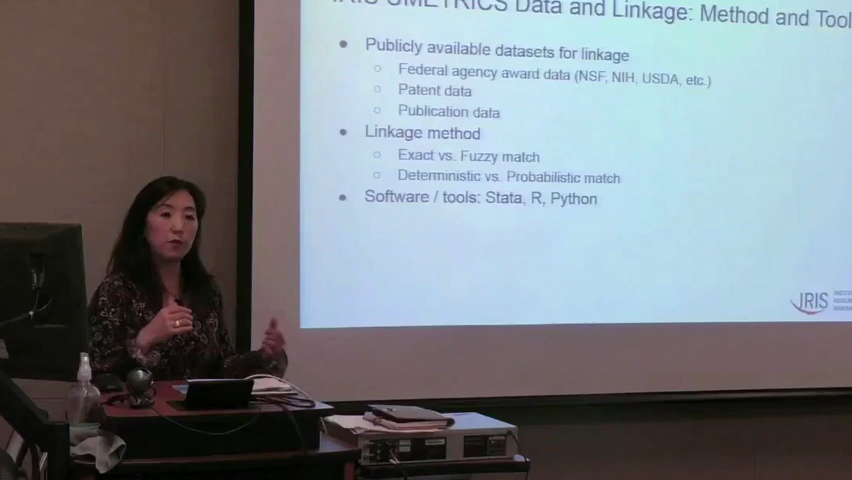 IRIS UMETRICS Data and Linkage: Method and Tool
Publicly available datasets for linkage
Federal agency award data (NSF, NIH, USDA, etc.)
Patent data
Publication data
Linkage method
Exact vs. Fuzzy match
Deterministic vs. Probabilistic match
Software / tools: Stata, R, Python
IRIS